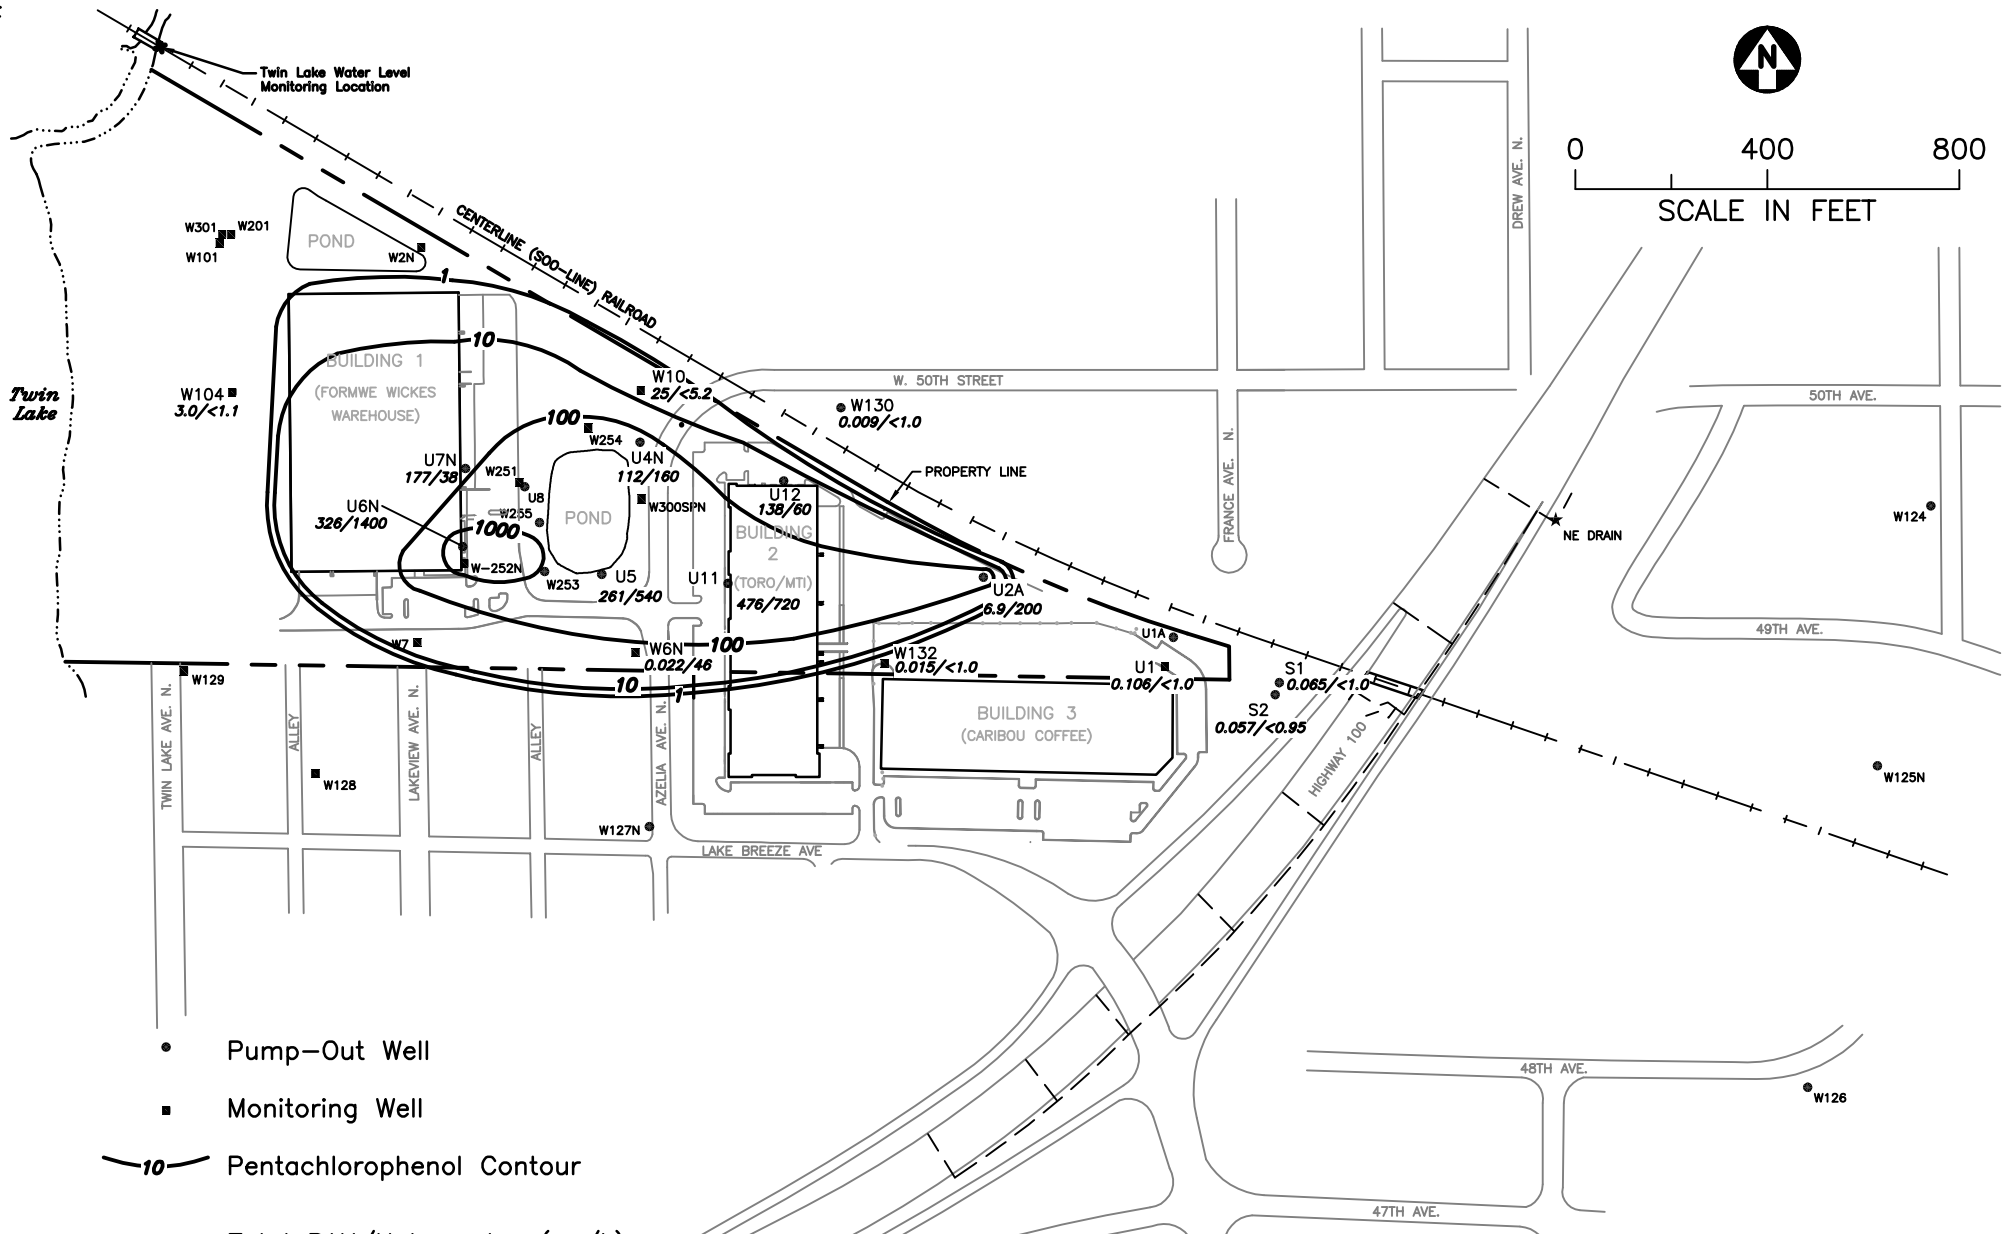 Twin Lake Water Level
Monitoring Location
N
0 400 800
SCALE IN FEET
DREW AVE. N.
W301
W201
W101
POND
W2N
CENTERLINE (SOO-LINE) RAILROAD
1
10
BUILDING 1
(FORMWE WICKES
WAREHOUSE)
Twin
Lake
W104
3.0/<1.1
W10
25/<5.2
W. 50TH STREET
50TH AVE.
W130
0.009/<1.0
100
W254
U7N
177/38
W251
U8
U4N
112/160
PROPERTY LINE
FRANCE AVE. N.
U6N
326/1400
W255
POND
W300SPN
U12
138/60
W124
1000
BUILDING
2
(TORO/MTI)
NE DRAIN
W-252N
W253
U5
261/540
U11
476/720
U2A
6.9/200
W7
W6N
0.022/46
100
W132
0.015/<1.0
U1A
U1
0.106/<1.0
S1
0.065/<1.0
S2
0.057/<0.95
49TH AVE.
W129
10
1
BUILDING 3
(CARIBOU COFFEE)
TWIN LAKE AVE. N.
ALLEY
LAKEVIEW AVE. N.
ALLEY
AZELIA AVE. N.
HIGHWAY 100
W128
W125N
W127N
LAKE BREEZE AVE
Pump-Out Well
Monitoring Well
10 Pentachlorophenol Contour
48TH AVE.
W126
47TH AVE.